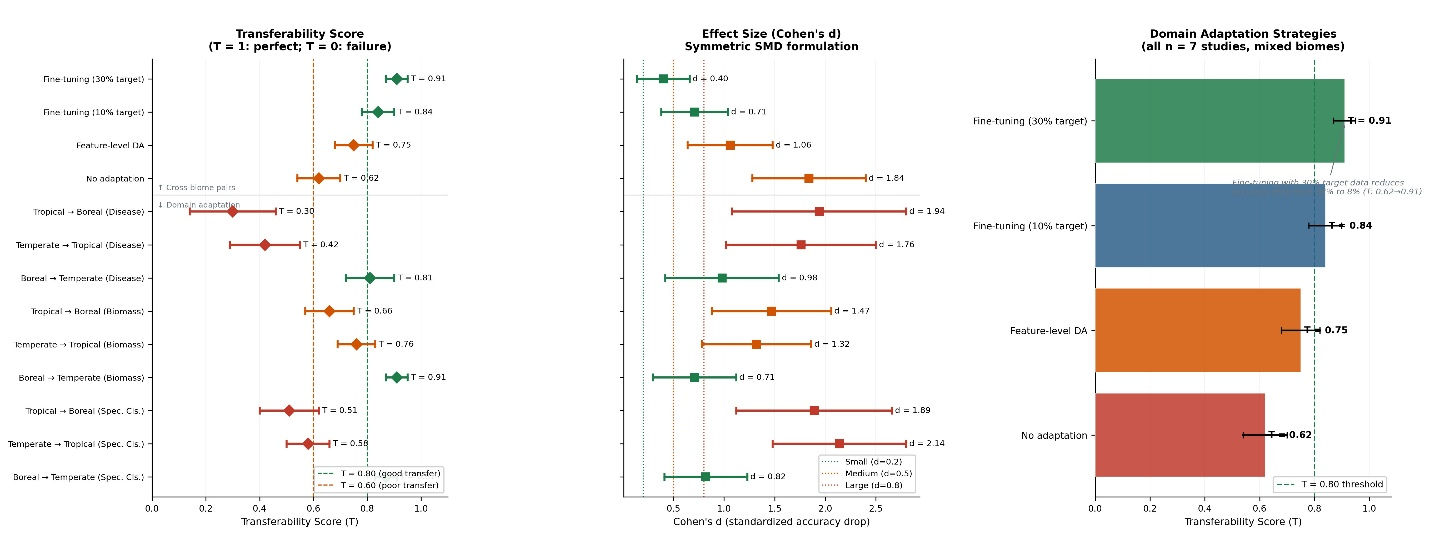 Transferability Score
(T = 1: perfect; T = 0: failure)
Fine-tuning (30% target)
T = 0.91
Fine-tuning (10% target)
T = 0.84
Feature-level DA
T = 0.75
No adaptation
T = 0.62
↑ Cross-biome pairs
↓ Domain adaptation
Tropical → Boreal (Disease)
T = 0.30
Temperate → Tropical (Disease)
T = 0.42
Boreal → Temperate (Disease)
T = 0.81
Tropical → Boreal (Biomass)
T = 0.66
Temperate → Tropical (Biomass)
T = 0.76
Boreal → Temperate (Biomass)
T = 0.91
Tropical → Boreal (Spec. Cls.)
T = 0.51
Temperate → Tropical (Spec. Cls.)
T = 0.58
Boreal → Temperate (Spec. Cls.)
T = 0.80 (good transfer)
T = 0.60 (poor transfer)
0.0 0.2 0.4 0.6 0.8 1.0
Transferability Score (T)
Effect Size (Cohen's d)
Symmetric SMD formulation
d = 0.40
d = 0.71
d = 1.06
d = 1.84
d = 1.94
d = 1.76
d = 0.98
d = 1.47
d = 1.32
d = 0.71
d = 1.89
d = 2.14
d = 0.82
Small (d=0.2)
Medium (d=0.5)
Large (d=0.8)
0.5 1.0 1.5 2.0 2.5
Cohen's d (standardized accuracy drop)
Domain Adaptation Strategies
(all n = 7 studies, mixed biomes)
Fine-tuning (30% target)
T = 0.91
Fine-tuning with 30% target data reduces
% to 8% (T: 0.62→0.91)
Fine-tuning (10% target)
T = 0.84
Feature-level DA
T = 0.75
No adaptation
T = 0.62
T = 0.80 threshold
0.0 0.2 0.4 0.6 0.8 1.0
Transferability Score (T)